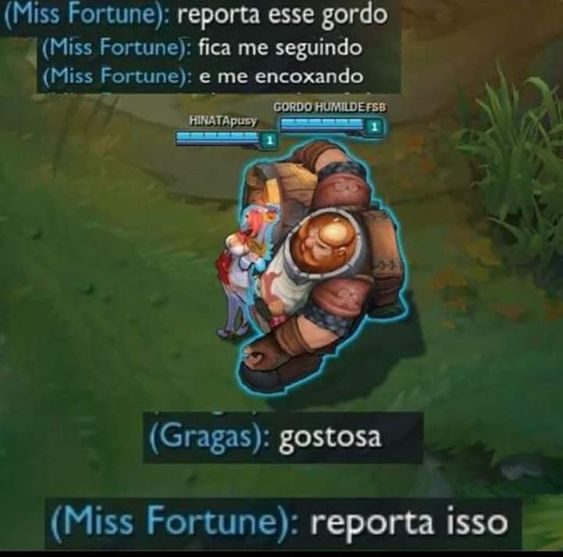 (Miss Fortune): reporta esse gordo
(Miss Fortune): fica me seguindo
(Miss Fortune): e me encoxando
GORDO HUMILDE FSB
HINATApusy
1
1
(Gragas): gostosa
(Miss Fortune): reporta isso